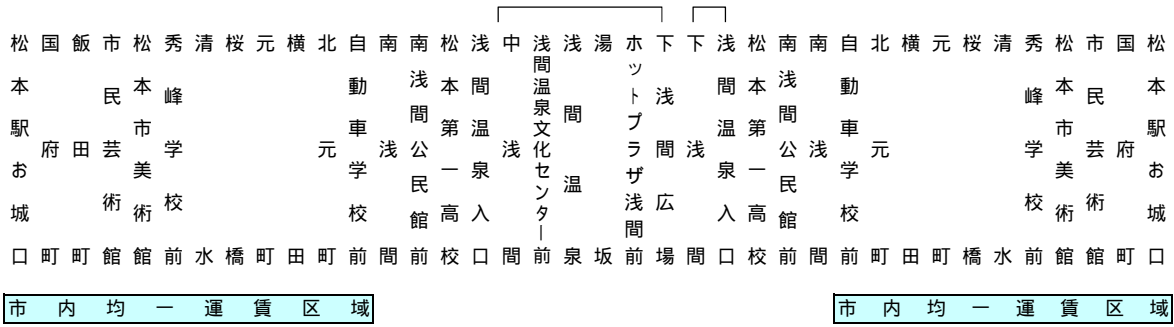 松本駅お城口
国府町
飯田町
市民芸術館
松本市美術館
秀峰学校前
清水
桜橋
元町
横田
北元町
自動車学校前
南浅間
南浅間公民館前
松本第一高校
浅間温泉入口
中浅間
浅間温泉文化センター前
浅間温泉
湯坂
ホットプラザ浅間前
下浅間広場
下浅間
浅間温泉入口
松本第一高校
南浅間公民館前
南浅間
自動車学校前
北元町
横田
元町
桜橋
清水
秀峰学校前
松本市美術館
市民芸術館
国府町
松本駅お城口
市内均一運賃区域
市内均一運賃区域